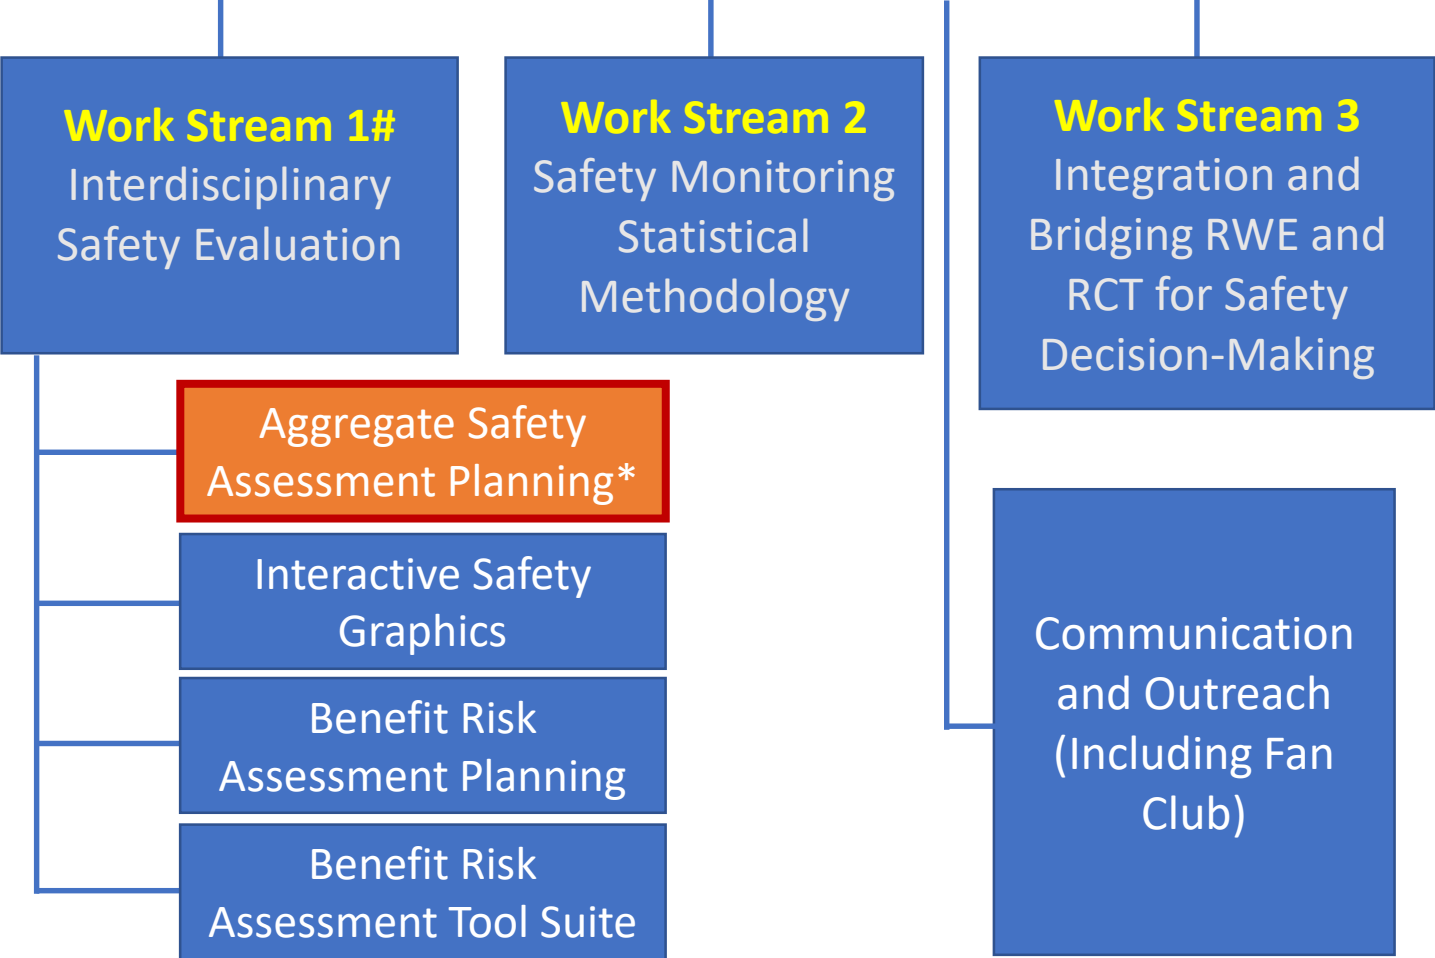 Work Stream 1#
Interdisciplinary
Safety Evaluation
Work Stream 2
Safety Monitoring
Statistical
Methodology
Work Stream 3
Integration and
Bridging RWE and
RCT for Safety
Decision-Making
Aggregate Safety
Assessment Planning*
Interactive Safety
Graphics
Benefit Risk
Assessment Planning
Benefit Risk
Assessment Tool Suite
Communication
and Outreach
(Including Fan
Club)